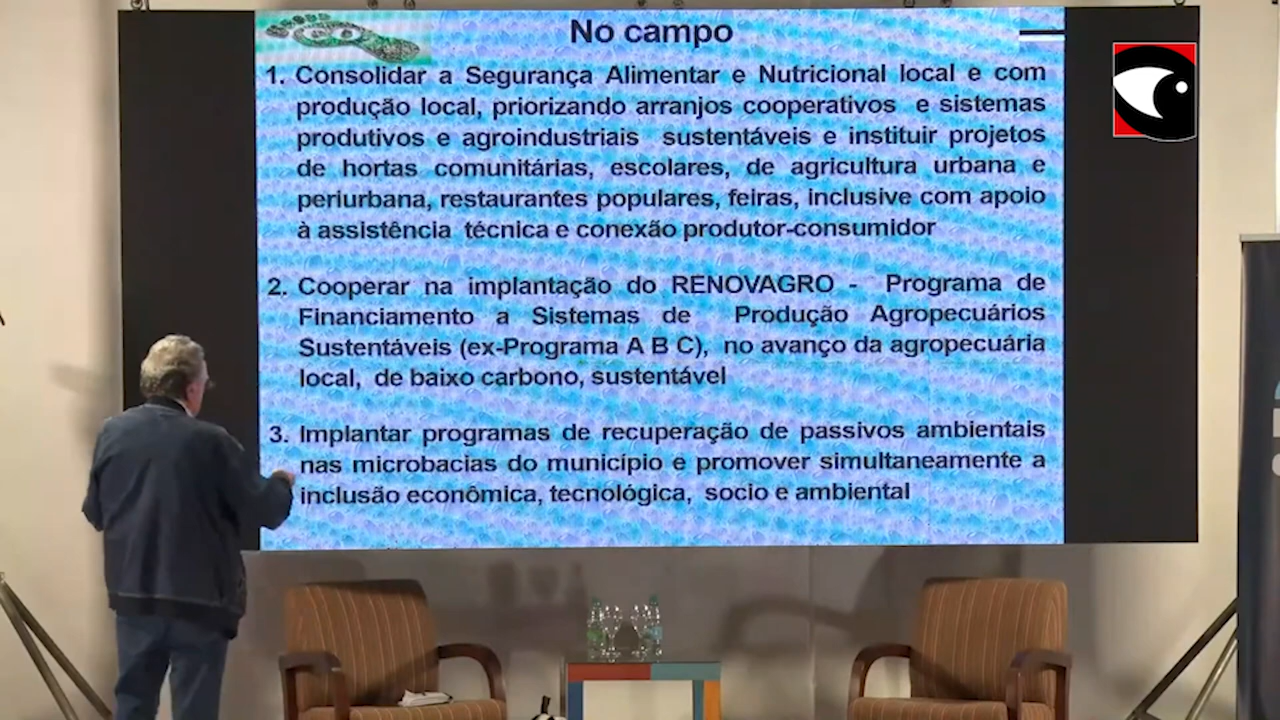 No campo
1. Consolidar a Segurança Alimentar e Nutricional local e com
produção local, priorizando arranjos cooperativos e sistemas
produtivos e agroindustriais sustentáveis e instituir projetos
de hortas comunitárias, escolares, de agricultura urbana e
periurbana, restaurantes populares, feiras, inclusive com apoio
à assistência técnica e conexão produtor-consumidor
2. Cooperar na implantação do RENOVAGRO - Programa de
Financiamento a Sistemas de Produção Agropecuários
Sustentáveis (ex-Programa A B C), no avanço da agropecuária
local, de baixo carbono, sustentável
3. Implantar programas de recuperação de passivos ambientais
nas microbacias do município e promover simultaneamente a
inclusão econômica, tecnológica, socio e ambiental